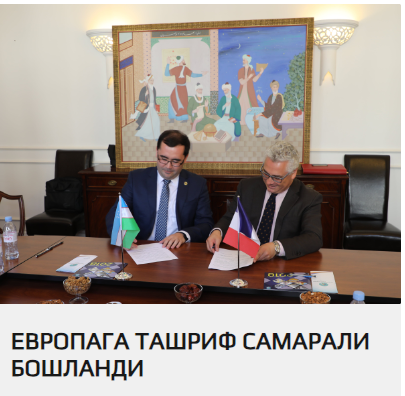 ЕВРОПАГА ТАШРИФ САМАРАЛИ
БОШЛАНДИ